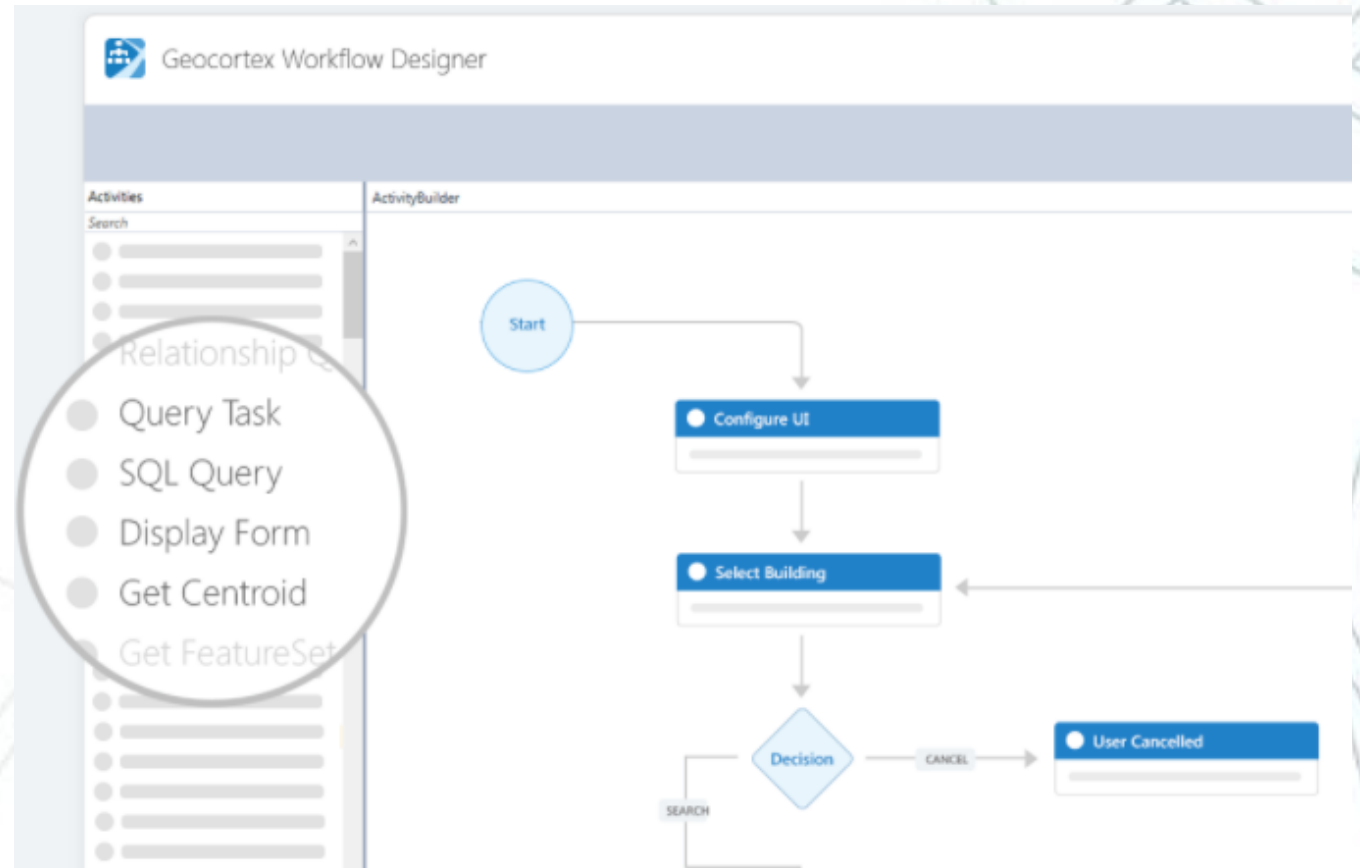 Geocortex Workflow Designer
Activities
Search
ActivityBuilder
Relationship Q
Query Task
SQL Query
Display Form
Get Centroid
Get FeatureSet
Start
Configure UI
Select Building
Decision
CANCEL
User Cancelled
SEARCH